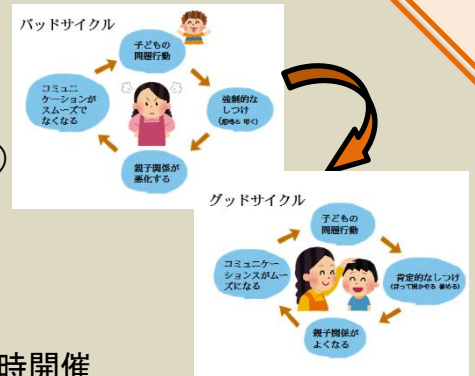 バッドサイクル
子どもの
問題行動
強制的な
しつけ
(怒鳴る 叩く)
親子関係が
悪化する
コミュニ
ケーションが
スムーズで
なくなる
)
グッドサイクル
子どもの
問題行動
肯定的なしつけ
(言って聞かせる 褒める)
親子関係が
よくなる
コミュニケー
ションスがムー
ズになる
時開催